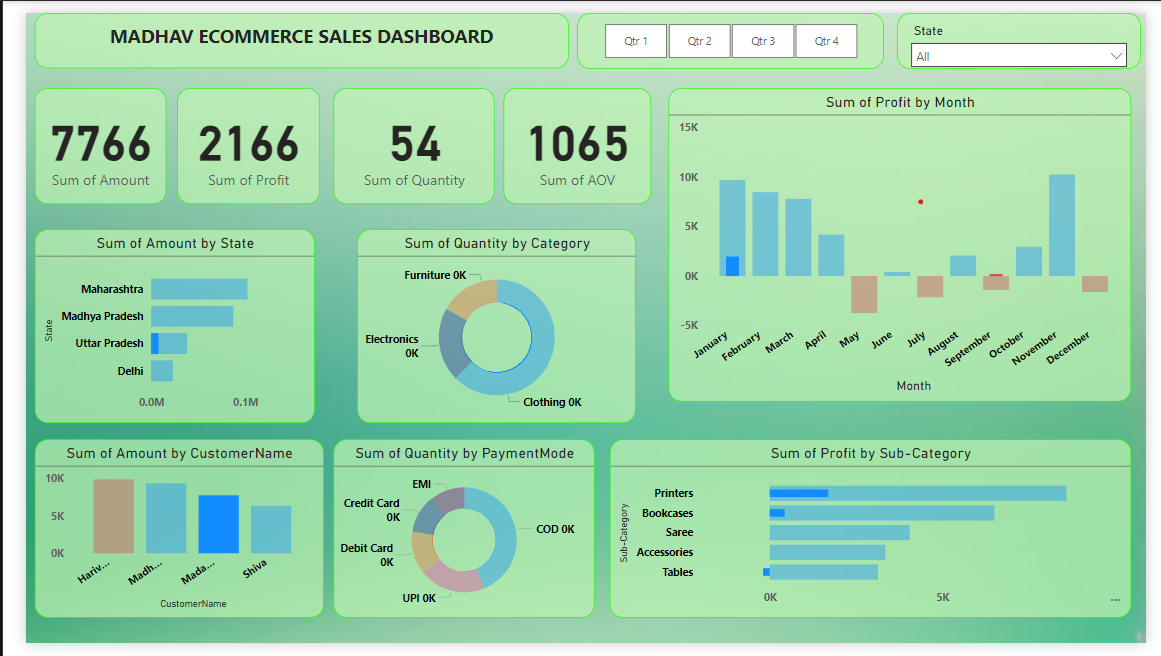 MADHAV ECOMMERCE SALES DASHBOARD
Qtr 1
Qtr 2
Qtr 3
Qtr 4
State
All
7766
Sum of Amount
2166
Sum of Profit
54
Sum of Quantity
1065
Sum of AOV
Sum of Profit by Month
15K
10K
5K
0K
-5K
January
February
March
April
May
June
July
August
September
October
November
December
Month
Sum of Amount by State
State
Maharashtra
Madhya Pradesh
Uttar Pradesh
Delhi
0.0M
0.1M
Sum of Quantity by Category
Furniture 0K
Electronics
0K
Clothing 0K
Sum of Amount by CustomerName
10K
5K
0K
Hariv...
Madh...
Mada...
Shiva
CustomerName
Sum of Quantity by PaymentMode
EMI
Credit Card
0K
Debit Card
0K
UPI 0K
COD 0K
Sum of Profit by Sub-Category
Sub-Category
Printers
Bookcases
Saree
Accessories
Tables
0K
5K
...